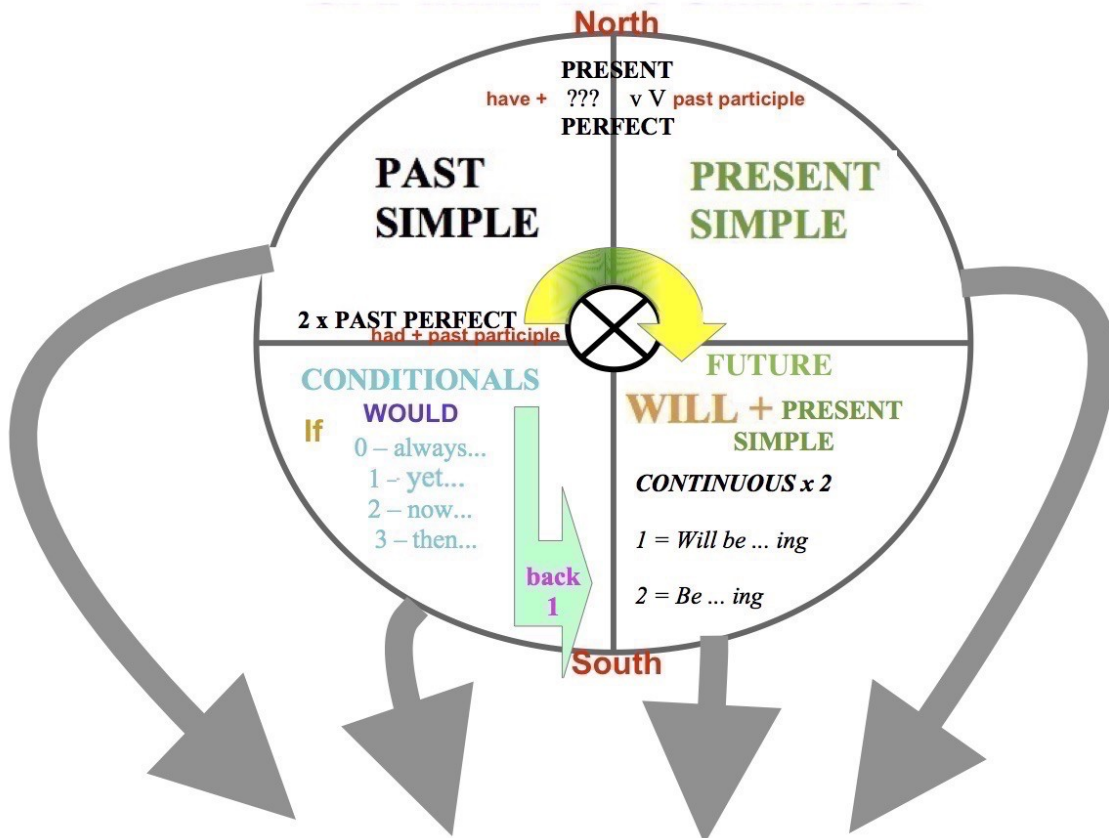 North
PRESENT
have + ??? v V past participle
PERFECT
PAST
SIMPLE
PRESENT
SIMPLE
2 x PAST PERFECT
had + past participle
CONDITIONALS
WOULD
If
0 – always...
1 – yet...
2 – now...
3 – then...
back
1
FUTURE
WILL + PRESENT
SIMPLE
CONTINUOUS x 2
1 = Will be ... ing
2 = Be ... ing
South